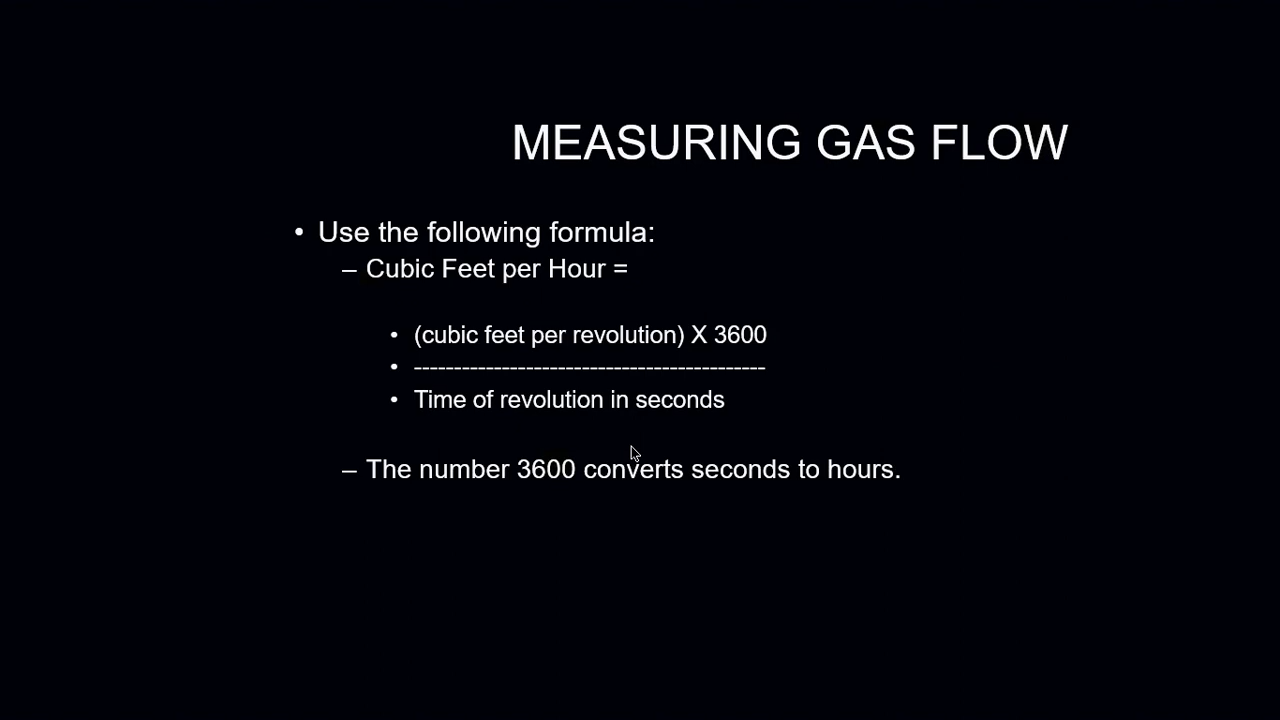 MEASURING GAS FLOW
• Use the following formula:
– Cubic Feet per Hour =
• (cubic feet per revolution) X 3600
• --------------------------------------------
• Time of revolution in seconds
– The number 3600 converts seconds to hours.